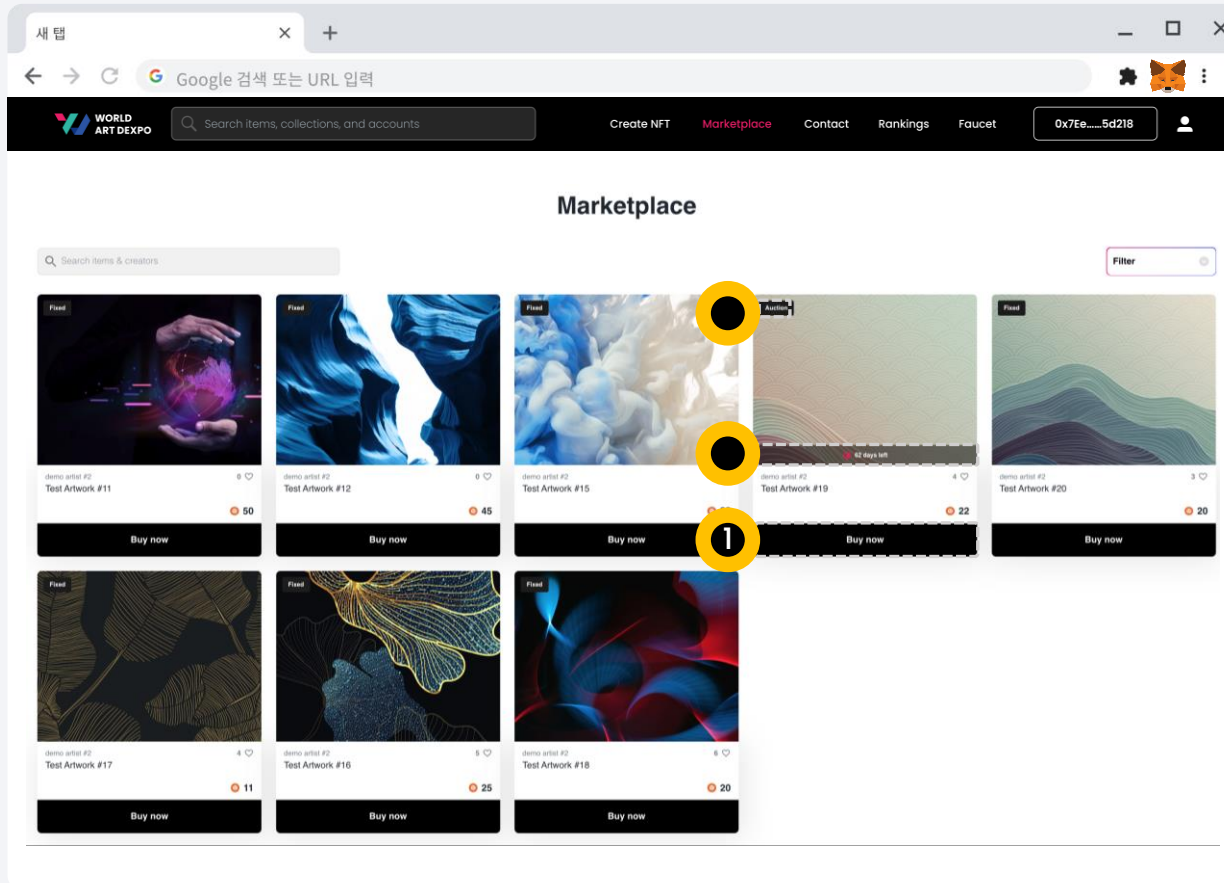 새 탭
Google 검색 또는 URL 입력
WORLD
ART DEXPO
Search items, collections, and accounts
Create NFT
Marketplace
Contact
Rankings
Faucet
0x7Ee......5d218
Marketplace
Search items & creators
Filter
Fixed
Fixed
Fixed
Auction
Fixed
62 days left
demo artist #2 6
Test Artwork #11
50
Buy now
demo artist #2 0
Test Artwork #12
45
Buy now
demo artist #2
Test Artwork #15
Buy now
1
demo artist #2 4
Test Artwork #19
22
Buy now
demo artist #2 3
Test Artwork #20
20
Buy now
Fixed
Fixed
Fixed
demo artist #2 4
Test Artwork #17
11
Buy now
demo artist #2 5
Test Artwork #16
25
Buy now
demo artist #2 6
Test Artwork #18
20
Buy now